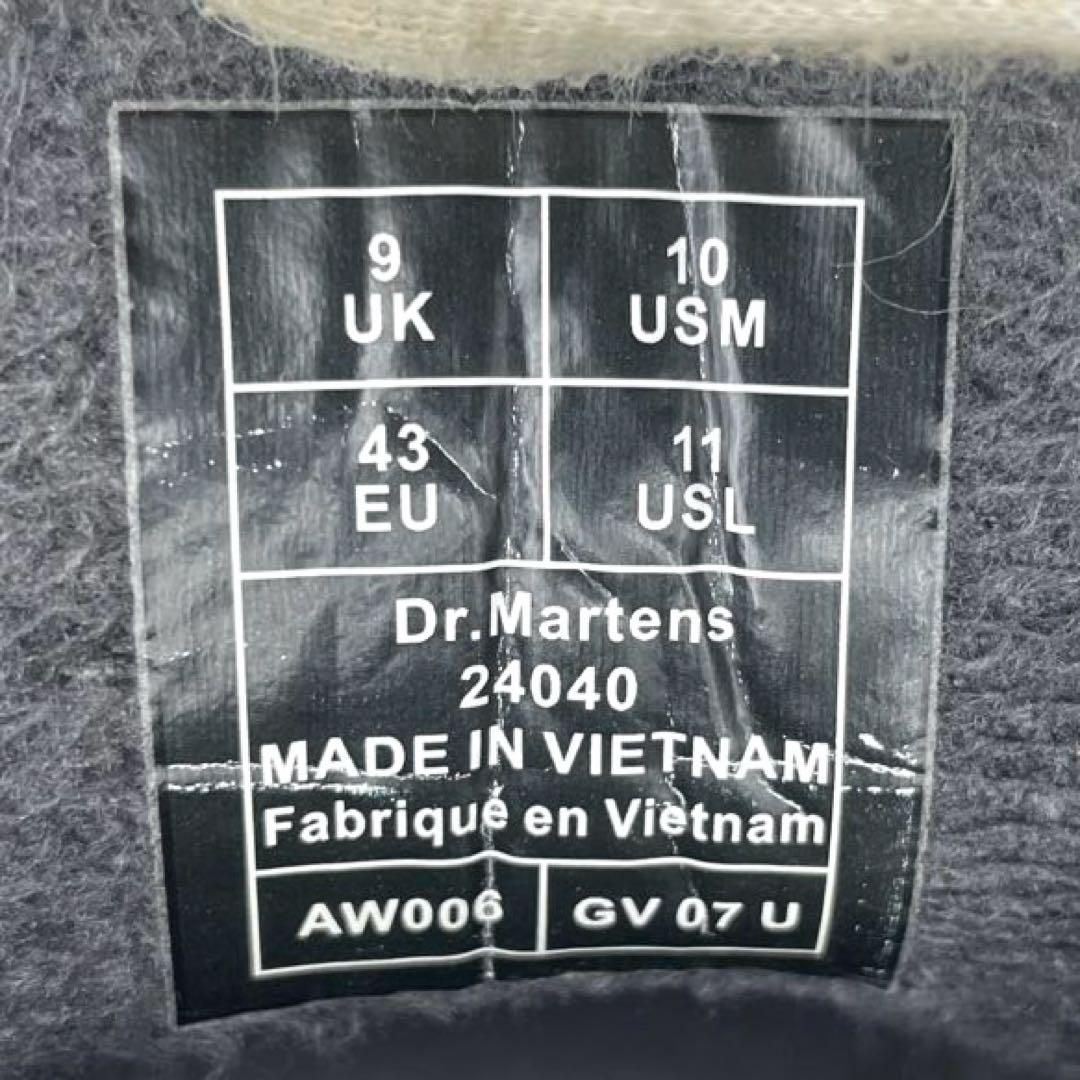 9
UK
10
USM
43
EU
11
USL
Dr.Martens
24040
MADE IN VIETNAM
Fabriqué en Vietnam
AW006
GV 07 U